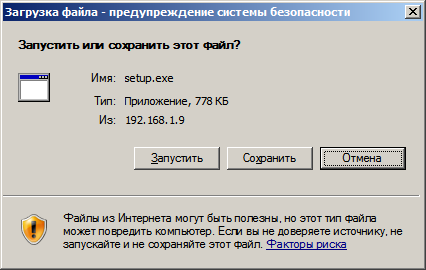 Загрузка файла - предупреждение системы безопасности
Запустить или сохранить этот файл?
Имя: setup.exe
Тип: Приложение, 778 КБ
Из: 192.168.1.9
Запустить Сохранить Отмена
Файлы из Интернета могут быть полезны, но этот тип файла
может повредить компьютер. Если вы не доверяете источнику, не
запускайте и не сохраняйте этот файл. Факторы риска